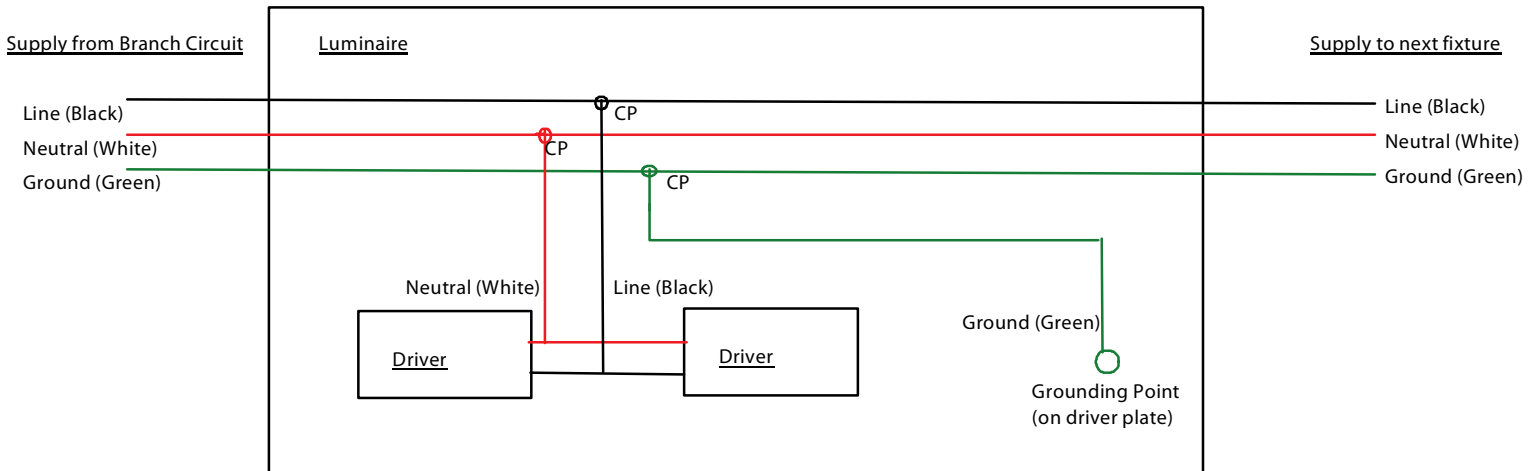 Supply from Branch Circuit
Luminaire
Supply to next fixture
Line (Black)
CP
Line (Black)
Neutral (White)
CP
Neutral (White)
Ground (Green)
CP
Ground (Green)
Neutral (White)
Line (Black)
Ground (Green)
Driver
Driver
Grounding Point
(on driver plate)